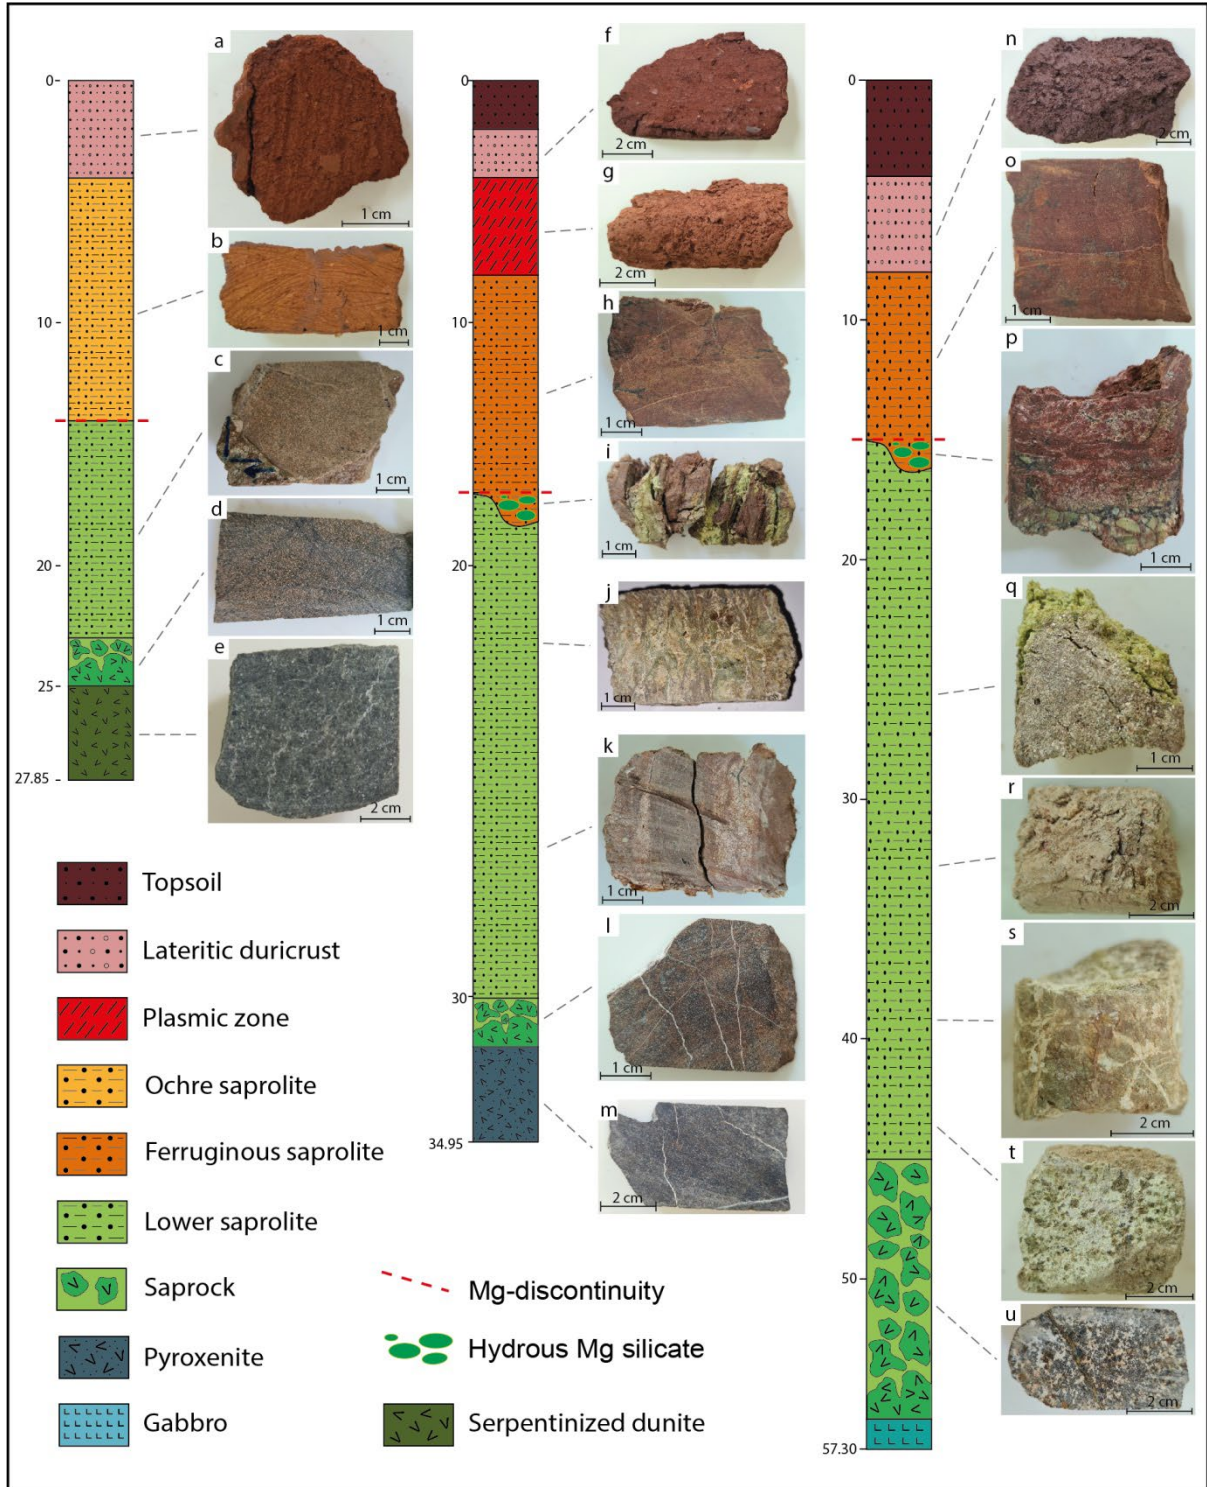 0-
10-
20
25
27.85
a
1 cm
b
1 cm
c
1 cm
d
1 cm
e
2 cm
0
10
20
30
34.95
f
2 cm
g
2 cm
h
1 cm
i
1 cm
j
1 cm
k
1 cm
l
1 cm
m
2 cm
0
10
20
30
40
50
57.30
n
2 cm
o
1 cm
p
1 cm
q
1 cm
r
2 cm
s
2 cm
t
2 cm
u
2 cm
Topsoil
Lateritic duricrust
Plasmic zone
Ochre saprolite
Ferruginous saprolite
Lower saprolite
Saprock
Pyroxenite
Gabbro
Mg-discontinuity
Hydrous Mg silicate
Serpentinized dunite